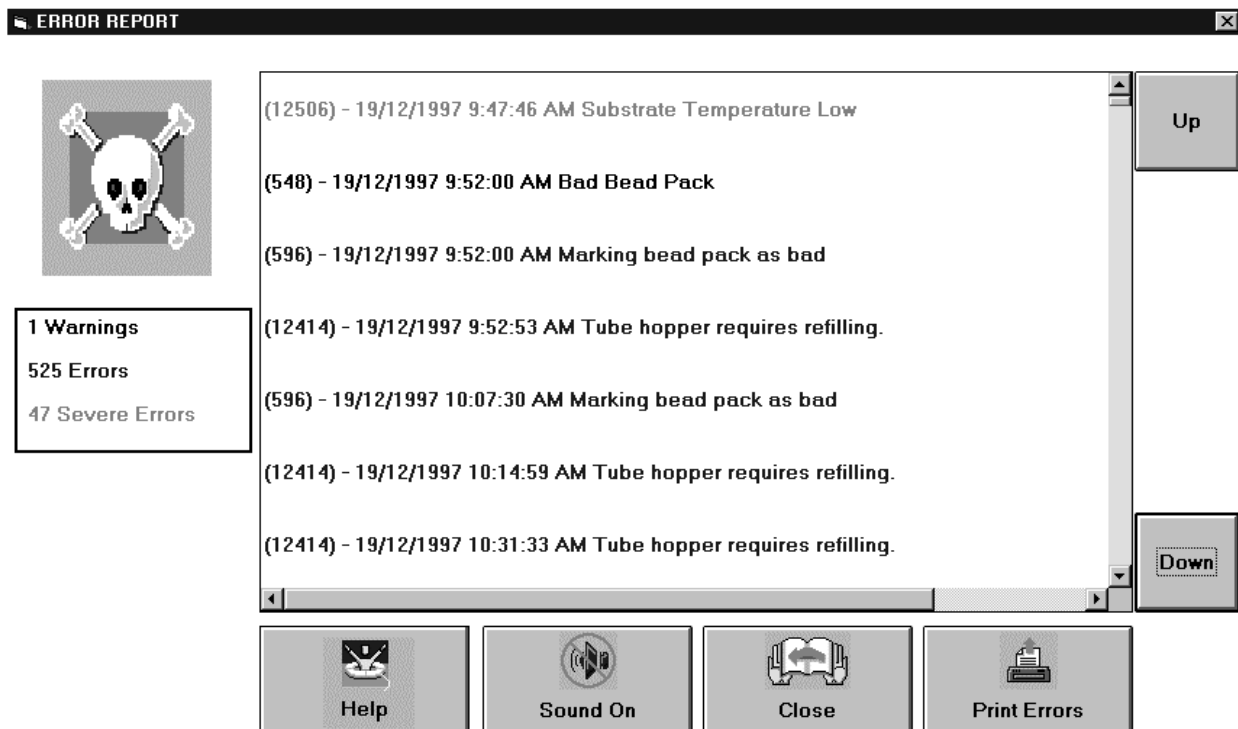 ERROR REPORT
(12506) - 19/12/1997 9:47:46 AM Substrate Temperature Low
Up
(548) - 19/12/1997 9:52:00 AM Bad Bead Pack
(596) - 19/12/1997 9:52:00 AM Marking bead pack as bad
1 Warnings
(12414) - 19/12/1997 9:52:53 AM Tube hopper requires refilling.
525 Errors
47 Severe Errors
(596) - 19/12/1997 10:07:30 AM Marking bead pack as bad
(12414) - 19/12/1997 10:14:59 AM Tube hopper requires refilling.
(12414) - 19/12/1997 10:31:33 AM Tube hopper requires refilling.
Down
Help
Sound On
Close
Print Errors